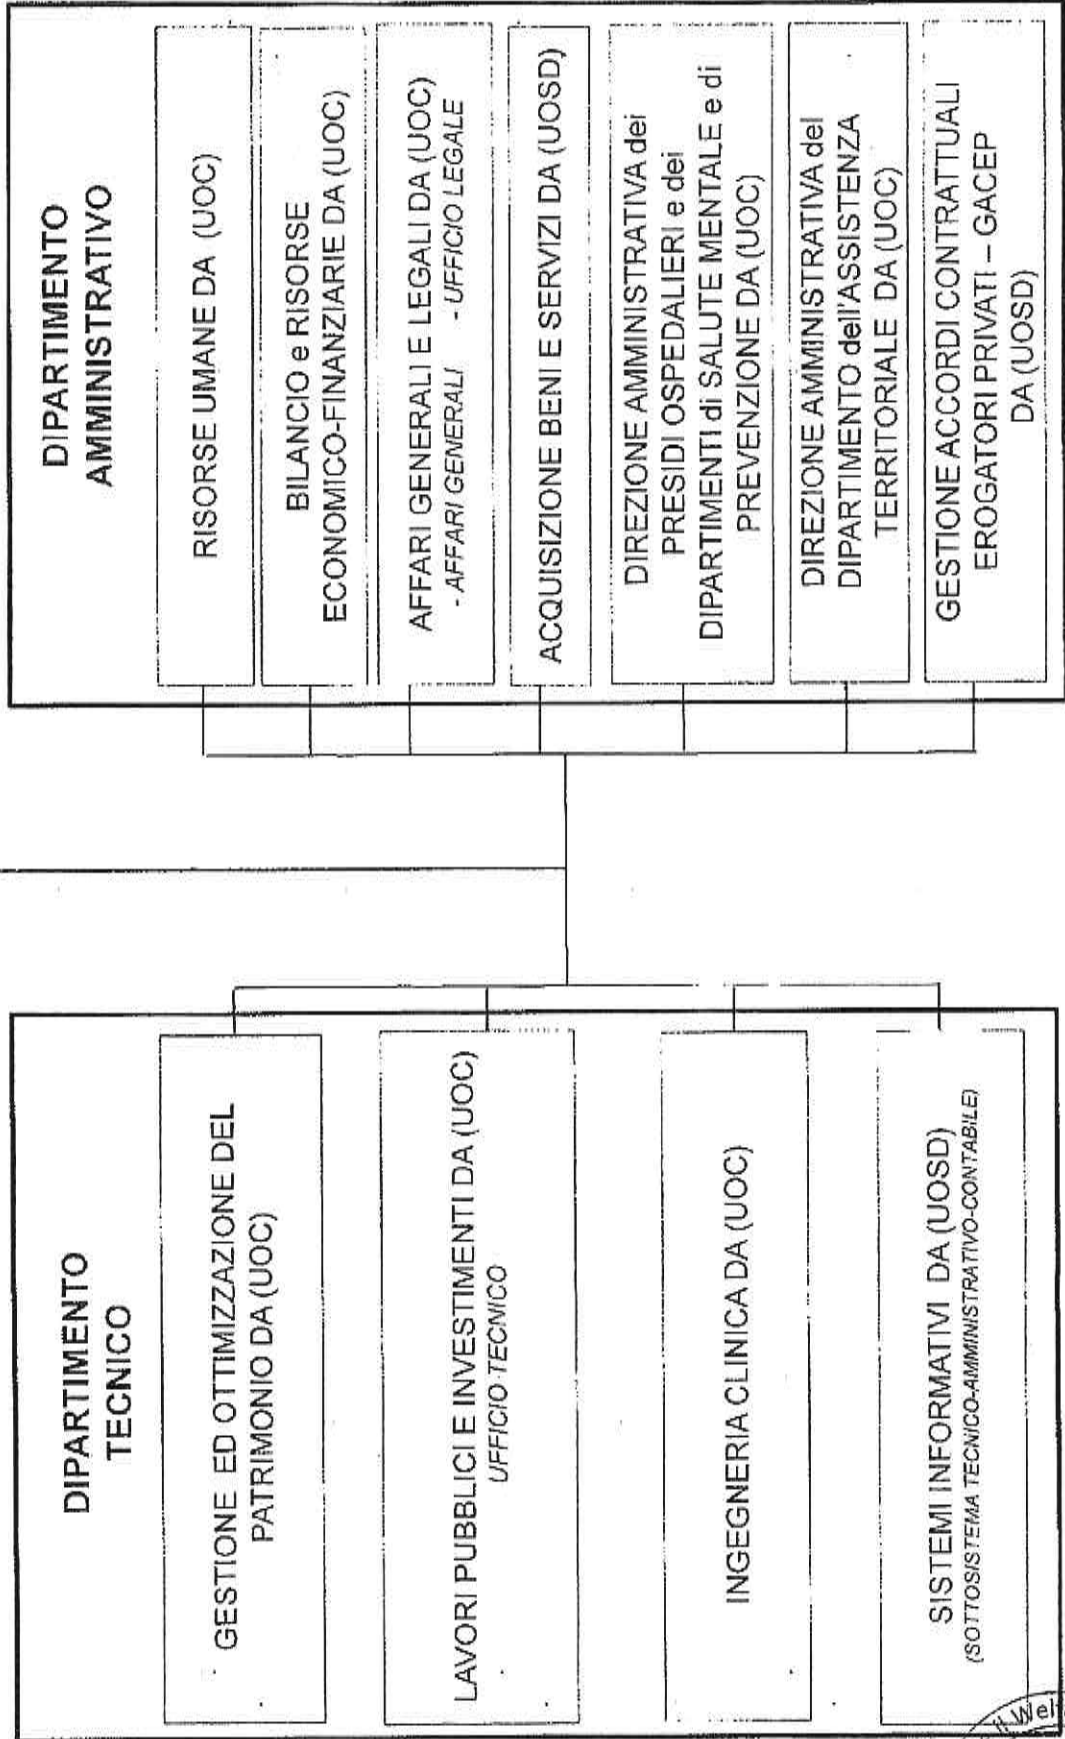 DIPARTIMENTO
TECNICO
GESTIONE ED OTTIMIZZAZIONE DEL
PATRIMONIO DA (UOC)
LAVORI PUBBLICI E INVESTIMENTI DA (UOC)
UFFICIO TECNICO
INGEGNERIA CLINICA DA (UOC)
SISTEMI INFORMATIVI DA (UOSD)
(SOTTOSISTEMA TECNICO-AMMINISTRATIVO-CONTABILE)
DIPARTIMENTO
AMMINISTRATIVO
RISORSE UMANE DA (UOC)
BILANCIO e RISORSE
ECONOMICO-FINANZIARIE DA (UOC)
AFFARI GENERALI E LEGALI DA (UOC)
- AFFARI GENERALI - UFFICIO LEGALE
ACQUISIZIONE BENI E SERVIZI DA (UOSD)
DIREZIONE AMMINISTRATIVA dei
PRESIDI OSPEDALIERI e dei
DIPARTIMENTI di SALUTE MENTALE e di
PREVENZIONE DA (UOC)
DIREZIONE AMMINISTRATIVA del
DIPARTIMENTO dell'ASSISTENZA
TERRITORIALE DA (UOC)
GESTIONE ACCORDI CONTRATTUALI
EROGATORI PRIVATI – GACEP
DA (UOSD)